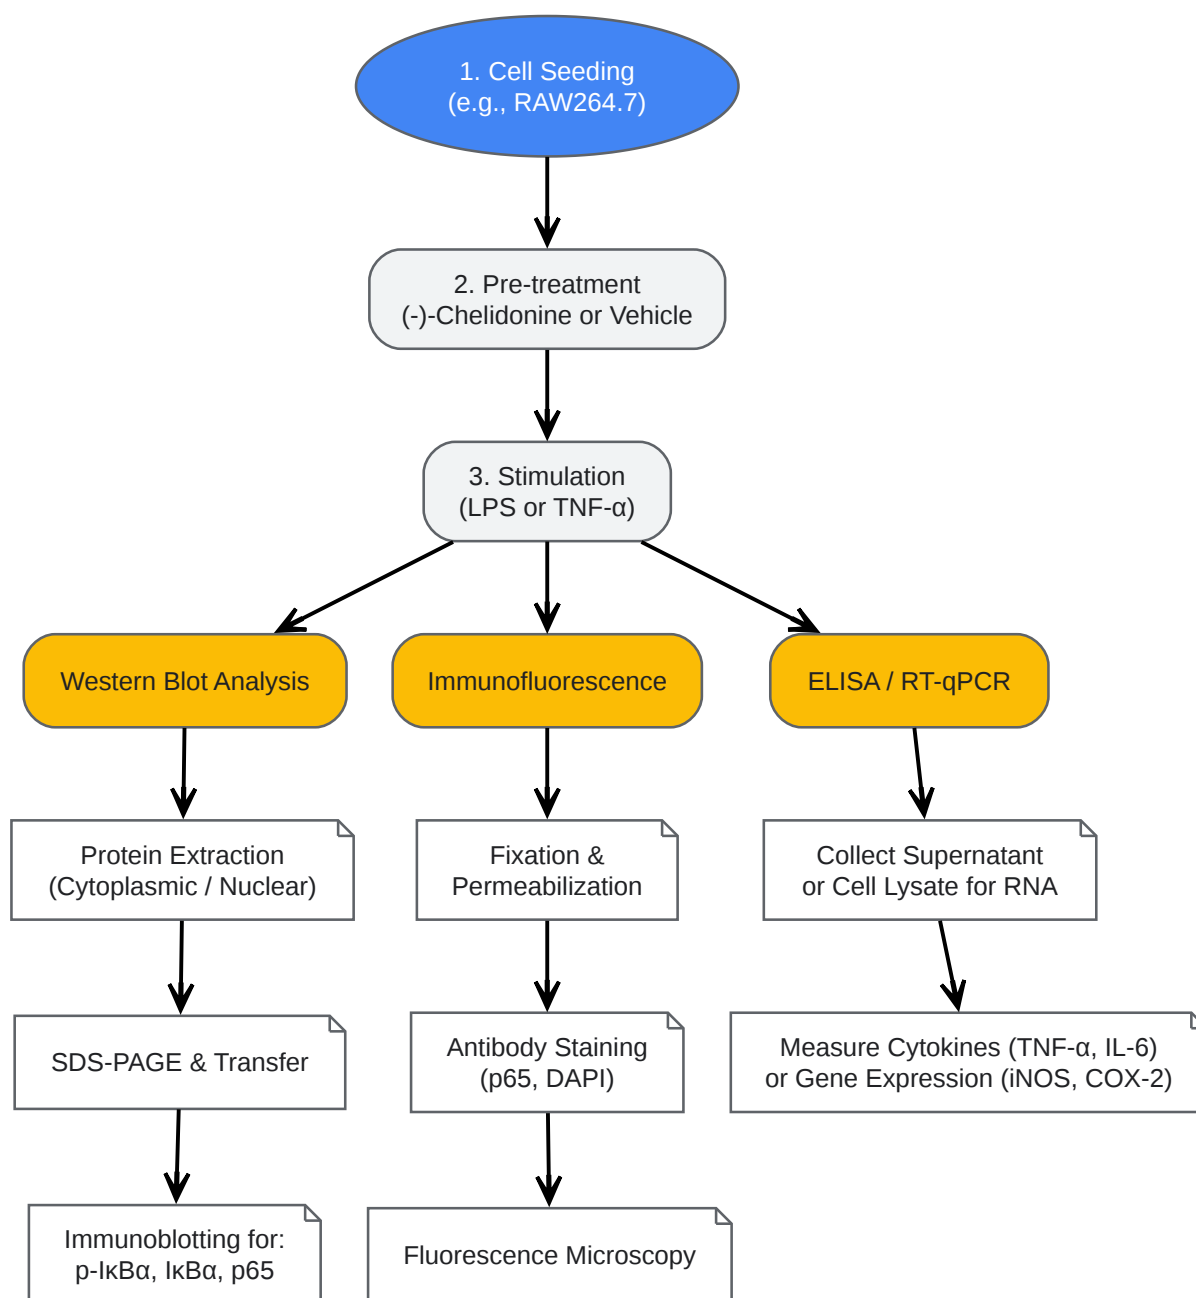 1. Cell Seeding
(e.g., RAW264.7)
2. Pre-treatment
(-)-Chelidonine or Vehicle
3. Stimulation
(LPS or TNF-α)
Western Blot Analysis
Immunofluorescence
ELISA / RT-qPCR
Protein Extraction
(Cytoplasmic / Nuclear)
Fixation &
Permeabilization
Collect Supernatant
or Cell Lysate for RNA
SDS-PAGE & Transfer
Antibody Staining
(p65, DAPI)
Measure Cytokines (TNF-α, IL-6)
or Gene Expression (iNOS, COX-2)
Immunoblotting for:
p-IκBα, IκBα, p65
Fluorescence Microscopy